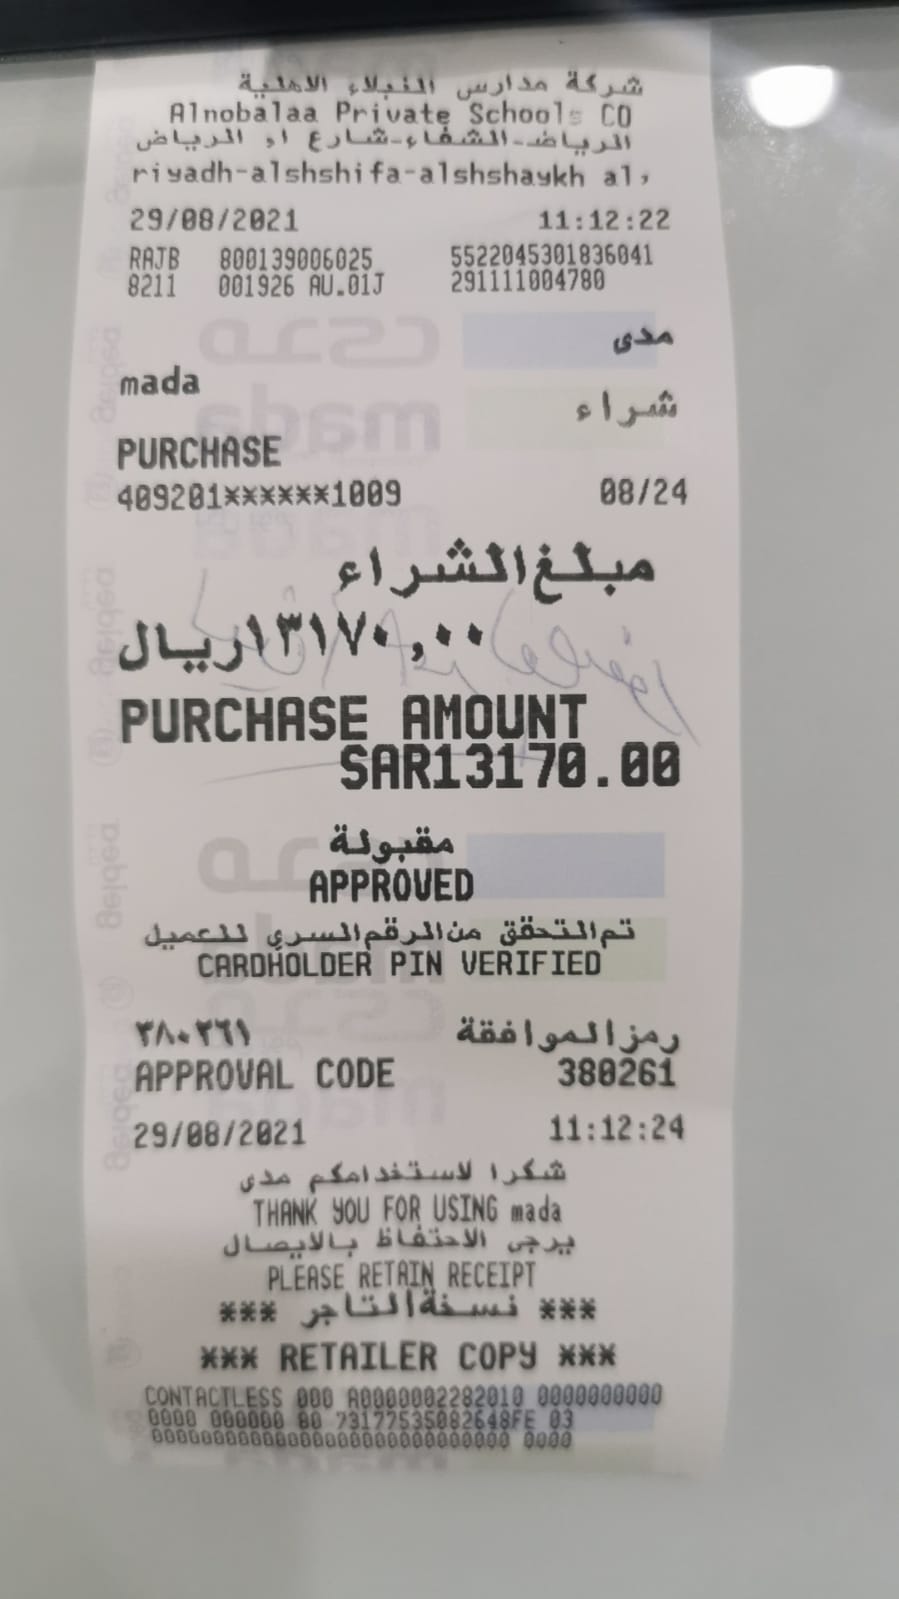 شركة مدارس النبلاء الاهلية
Alnobalaa Private Schools CO
الرياض-الشفاء-شارع او الرياض
riyadh-alshshifa-alshshaykh al,
29/08/2021 11:12:22
RAJB 800139006025 5522045301836041
8211 001926 AU.01J 291111004780
مدى
mada
شراء
PURCHASE
409201******1009 08/24
مبلغ الشراء
١٣١٧٠,٠٠ ريال
PURCHASE AMOUNT
SAR13170.00
مقبولة
APPROVED
تم التحقق من الرقم السري للعميل
CARDHOLDER PIN VERIFIED
رمز الموافقة ٣٨٠٢٦١
APPROVAL CODE 380261
29/08/2021 11:12:24
شكرا لاستخدامكم مدى
THANK YOU FOR USING mada
يرجى الاحتفاظ بالايصال
PLEASE RETAIN RECEIPT
*** نسخة التاجر ***
*** RETAILER COPY ***
CONTACTLESS 000 A0000002282010 0000000000
0000 000000 80 73177535082648FE 03
0000000000000000000000000000 0000